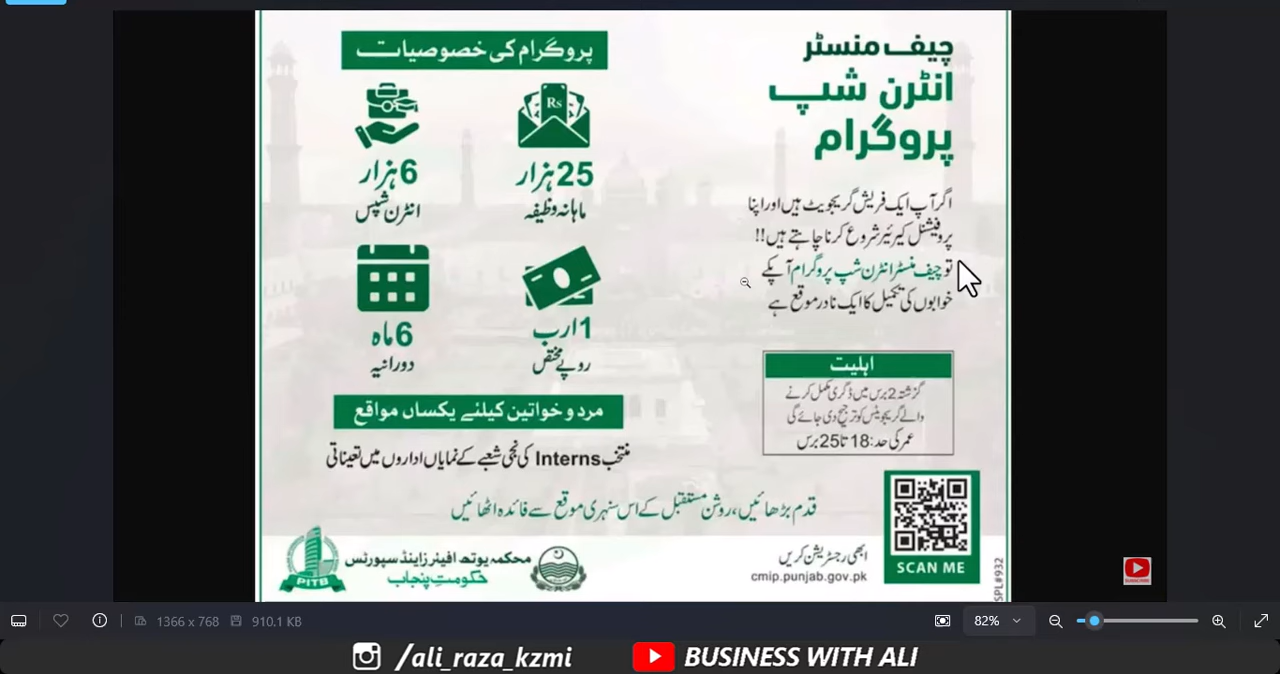 چیف منسٹر
انٹرن شپ
پروگرام
اگر آپ ایک فریش گریجویٹ ہیں اور اپنا
پروفیشنل کیرئیر شروع کرنا چاہتے ہیں!!
تو چیف منسٹر انٹرن شپ پروگرام آپکے
خوابوں کی تکمیل کا ایک نادر موقع ہے
اہلیت
گزشتہ 2 برس میں ڈگری مکمل کرنے
والے گریجویٹس کو ترجیح دی جائے گی
عمر کی حد: 18 تا 25 برس
پروگرام کی خصوصیات
Rs
25 ہزار
ماہانہ وظیفہ
6 ہزار
انٹرن شپس
1 ارب
روپے مختص
6 ماہ
دورانیہ
مرد و خواتین کیلئے یکساں مواقع
منتخب Interns کی نجی شعبے کے نمایاں اداروں میں تعیناتی
قدم بڑھائیں، روشن مستقبل کے اس سنہری موقع سے فائدہ اٹھائیں
ابھی رجسٹریشن کریں
cmip.punjab.gov.pk
SCAN ME
محکمہ یوتھ افیئرز اینڈ سپورٹس
حکومتِ پنجاب
PITB
SPL#932
1366 x 768
910.1 KB
82%
/ali_raza_kzmi
BUSINESS WITH ALI